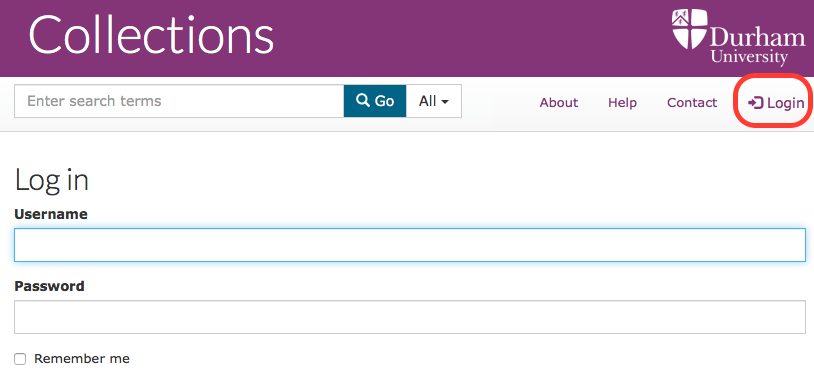 Collections
Durham
University
Enter search terms
Go
All
About
Help
Contact
Login
Log in
Username
Password
Remember me